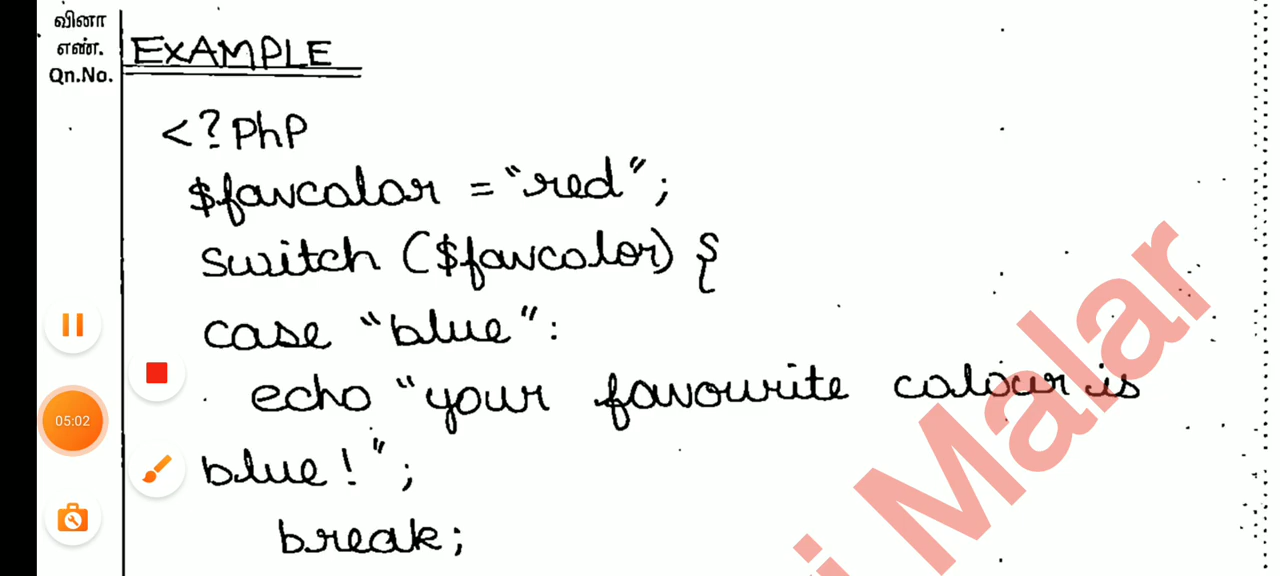 வினா
எண்.
Qn.No.
EXAMPLE
<?PhP
$favcolor = "red";
switch ($favcolor) {
case "blue":
echo "your favourite colour is
blue!";
break;
05:02
i Malar